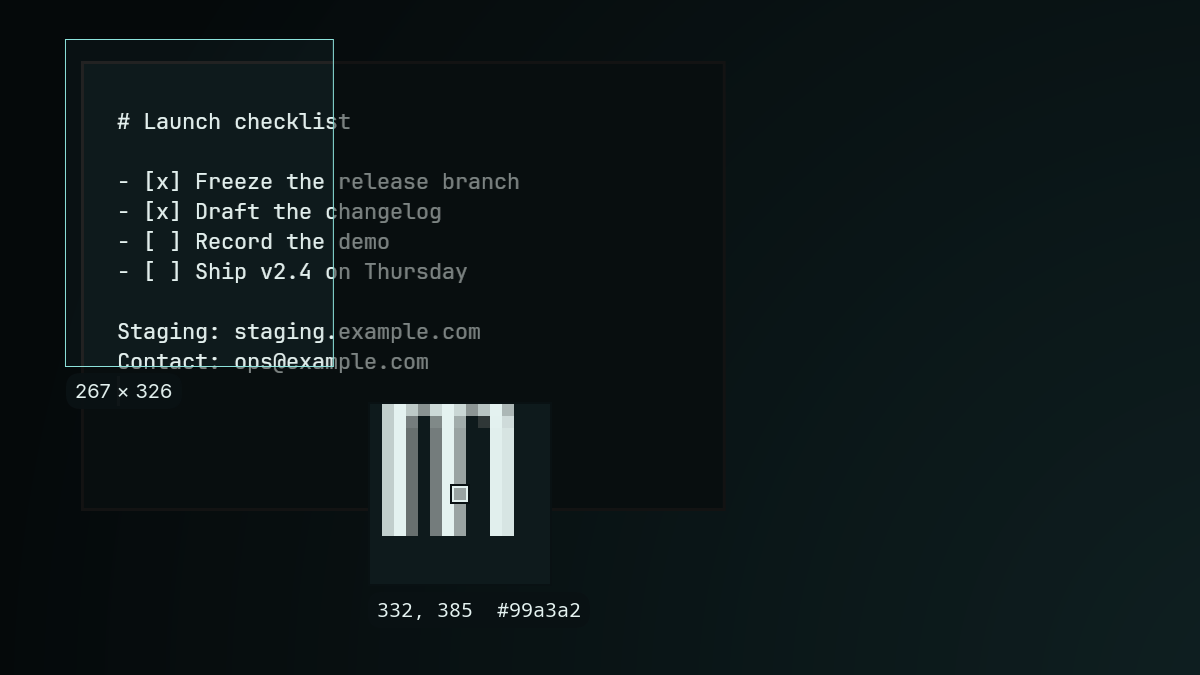 # Launch checklist
- [x] Freeze the release branch
- [x] Draft the changelog
- [ ] Record the demo
- [ ] Ship v2.4 on Thursday
Staging: staging.example.com
Contact: ops@example.com
267 × 326
332, 385 #99a3a2